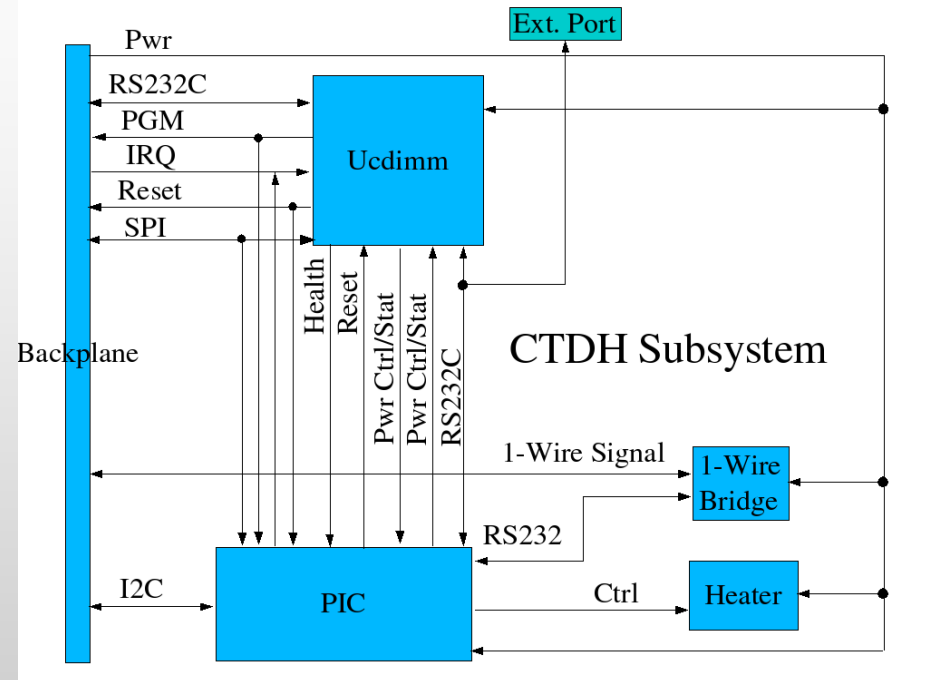 Ext. Port
Pwr
RS232C
PGM
IRQ
Reset
SPI
Ucdimm
Health
Reset
Pwr Ctrl/Stat
Pwr Ctrl/Stat
RS232C
Backplane
CTDH Subsystem
1-Wire Signal
1-Wire
Bridge
RS232
I2C
PIC
Ctrl
Heater